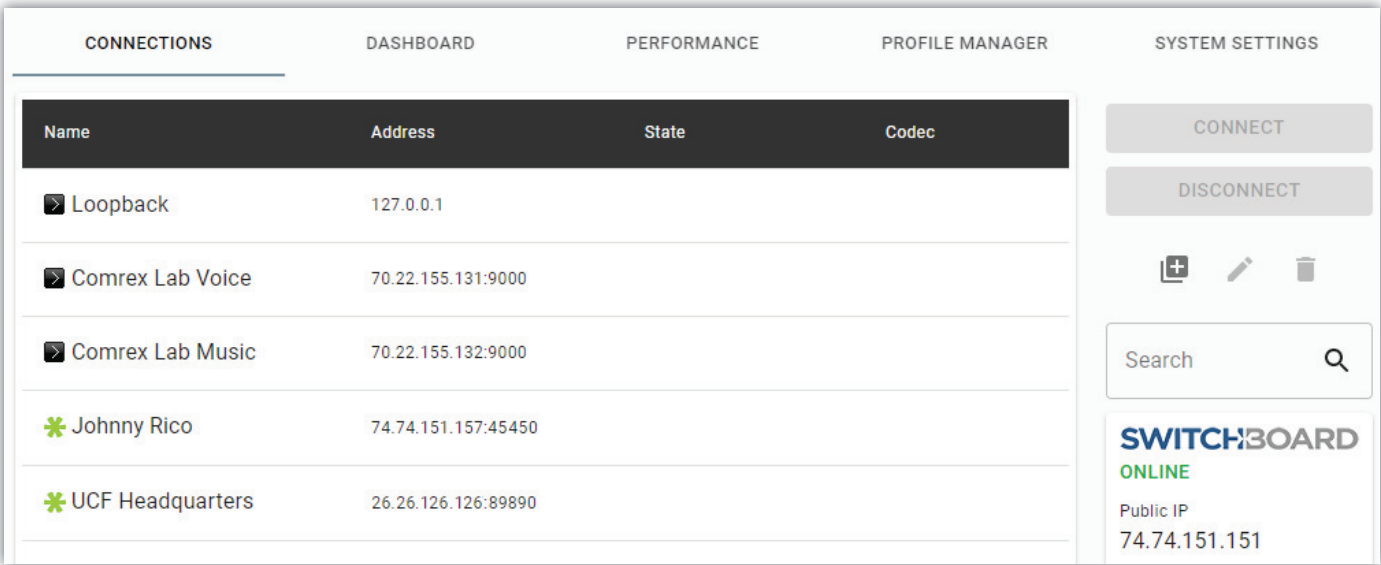 CONNECTIONS DASHBOARD PERFORMANCE PROFILE MANAGER SYSTEM SETTINGS
Name Address State Codec
CONNECT
DISCONNECT
Loopback 127.0.0.1
Comrex Lab Voice 70.22.155.131:9000
Comrex Lab Music 70.22.155.132:9000
Search
Johnny Rico 74.74.151.157:45450
SWITCHBOARD
ONLINE
UCF Headquarters 26.26.126.126:89890
Public IP
74.74.151.151